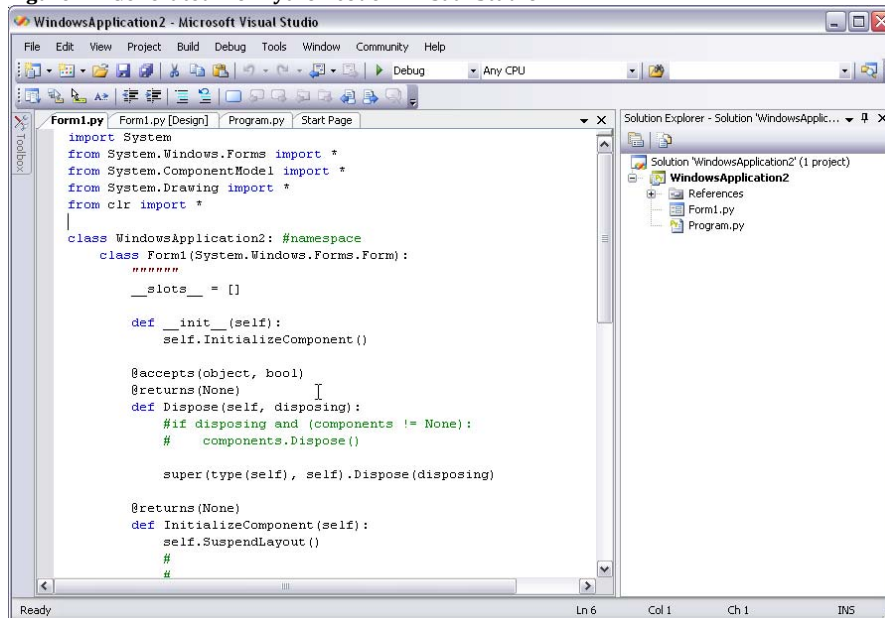 WindowsApplication2 - Microsoft Visual Studio
File Edit View Project Build Debug Tools Window Community Help
Debug Any CPU
Toolbox
Form1.py Form1.py [Design] Program.py Start Page
import System
from System.Windows.Forms import *
from System.ComponentModel import *
from System.Drawing import *
from clr import *
class WindowsApplication2: #namespace
class Form1(System.Windows.Forms.Form):
""""""
__slots__ = []
def __init__(self):
self.InitializeComponent()
@accepts(object, bool)
@returns(None)
def Dispose(self, disposing):
#if disposing and (components != None):
# components.Dispose()
super(type(self), self).Dispose(disposing)
@returns(None)
def InitializeComponent(self):
self.SuspendLayout()
#
#
Solution Explorer - Solution 'WindowsApplic...
Solution 'WindowsApplication2' (1 project)
WindowsApplication2
References
Form1.py
Program.py
Ready Ln 6 Col 1 Ch 1 INS